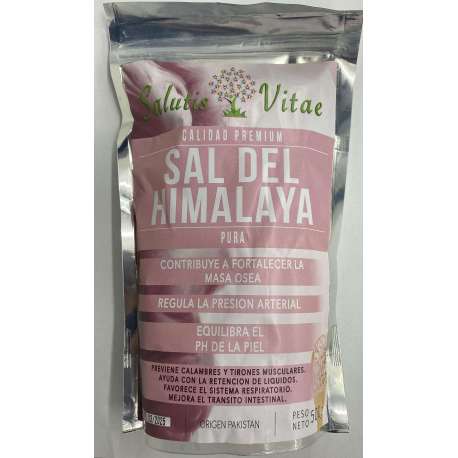 Salutis Vitae
CALIDAD PREMIUM
SAL DEL
HIMALAYA
PURA
CONTRIBUYE A FORTALECER LA
MASA OSEA
REGULA LA PRESION ARTERIAL
EQUILIBRA EL
PH DE LA PIEL
PREVIENE CALAMBRES Y TIRONES MUSCULARES.
AYUDA CON LA RETENCION DE LIQUIDOS.
FAVORECE EL SISTEMA RESPIRATORIO.
MEJORA EL TRANSITO INTESTINAL.
2025
ORIGEN PAKISTAN
PESO
NETO